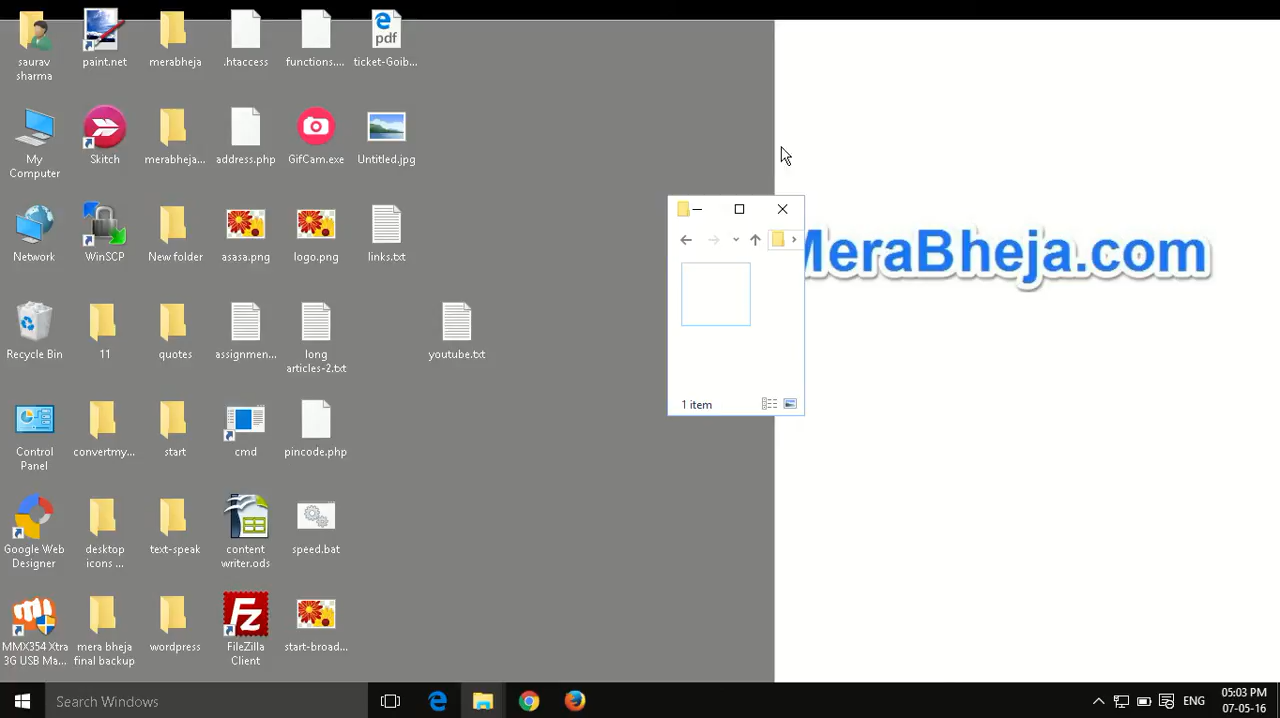 saurav
sharma
paint.net
merabheja
.htaccess
functions....
ticket-Goib...
pdf
My
Computer
Skitch
merabheja...
address.php
GifCam.exe
Untitled.jpg
Network
WinSCP
New folder
asasa.png
logo.png
links.txt
MeraBheja.com
Recycle Bin
11
quotes
assignmen...
long
articles-2.txt
youtube.txt
1 item
Control
Panel
convertmy...
start
cmd
pincode.php
Google Web
Designer
desktop
icons ...
text-speak
content
writer.ods
speed.bat
MMX354 Xtra
3G USB Ma...
mera bheja
final backup
wordpress
Fz
FileZilla
Client
start-broad...
Search Windows
ENG
05:03 PM
07-05-16